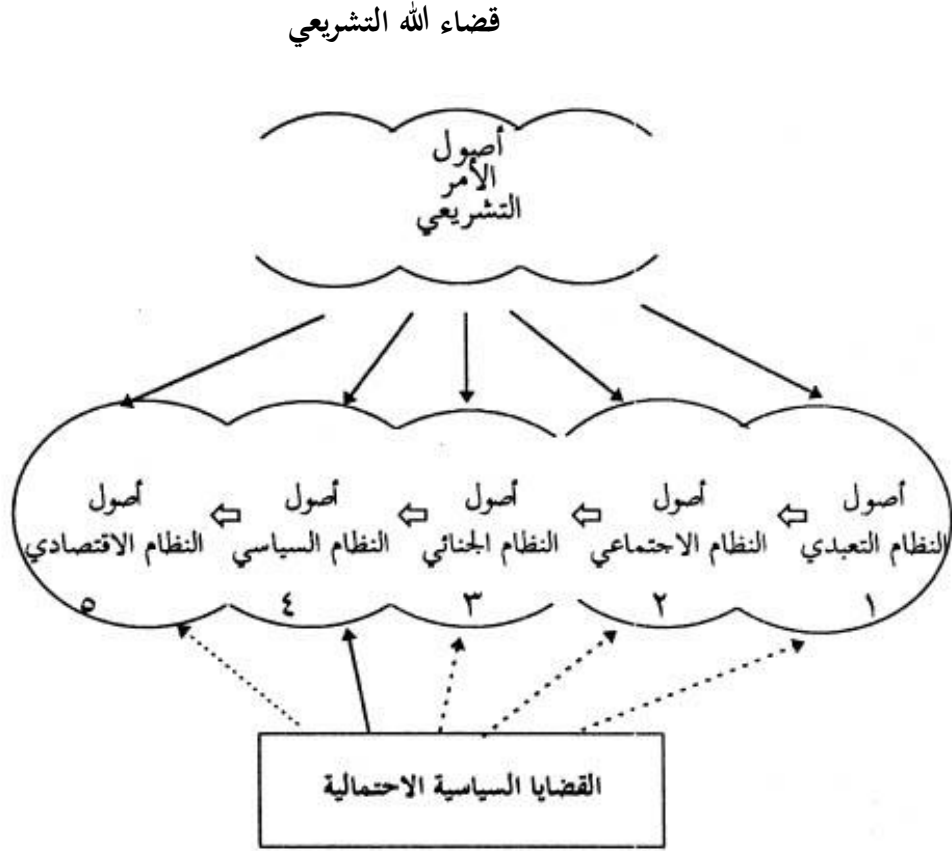 قضاء الله التشريعي
أصول
الأمر
التشريعي
أصول
النظام التعبدي
١
أصول
النظام الاجتماعي
٢
أصول
النظام الجنائي
٣
أصول
النظام السياسي
٤
أصول
النظام الاقتصادي
٥
القضايا السياسية الاحتمالية